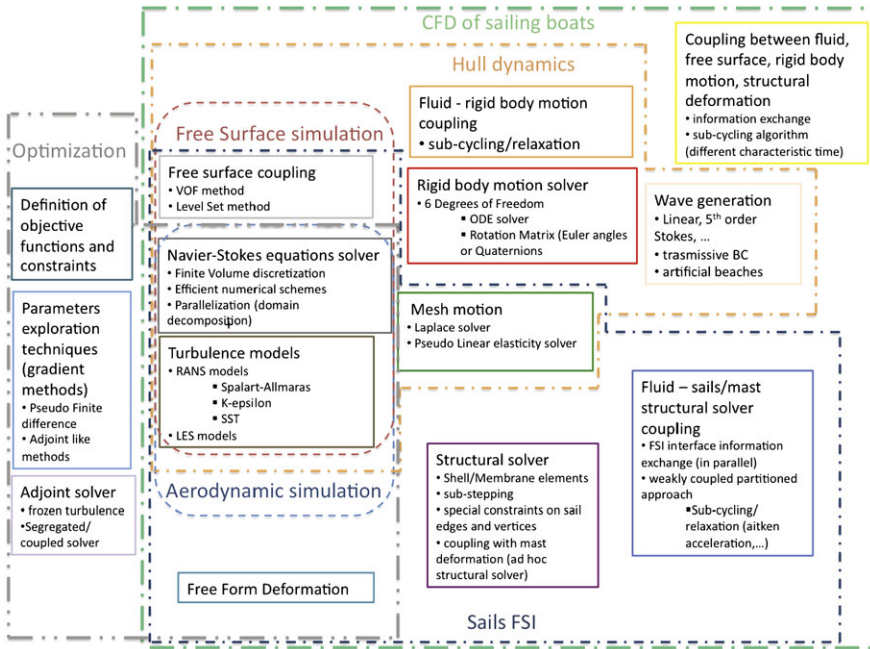 CFD of sailing boats
Hull dynamics
Coupling between fluid,
free surface, rigid body
motion, structural
deformation
• information exchange
• sub-cycling algorithm
(different characteristic time)
Fluid - rigid body motion
coupling
• sub-cycling/relaxation
Free Surface simulation
Optimization
Free surface coupling
• VOF method
• Level Set method
Rigid body motion solver
• 6 Degrees of Freedom
▪ ODE solver
▪ Rotation Matrix (Euler angles
or Quaternions
Wave generation
• Linear, 5th order
Stokes, ...
• trasmissive BC
• artificial beaches
Definition of
objective
functions and
constraints
Navier-Stokes equations solver
• Finite Volume discretization
• Efficient numerical schemes
• Parallelization (domain
decomposition)
Parameters
exploration
techniques
(gradient
methods)
• Pseudo Finite
difference
• Adjoint like
methods
Mesh motion
• Laplace solver
• Pseudo Linear elasticity solver
Turbulence models
• RANS models
▪ Spalart-Allmaras
▪ K-epsilon
▪ SST
• LES models
Fluid – sails/mast
structural solver
coupling
• FSI interface information
exchange (in parallel)
• weakly coupled partitioned
approach
▪Sub-cycling/
relaxation (aitken
acceleration,...)
Structural solver
• Shell/Membrane elements
• sub-stepping
• special constraints on sail
edges and vertices
• coupling with mast
deformation (ad hoc
structural solver)
Adjoint solver
• frozen turbulence
•Segregated/
coupled solver
Aerodynamic simulation
Free Form Deformation
Sails FSI